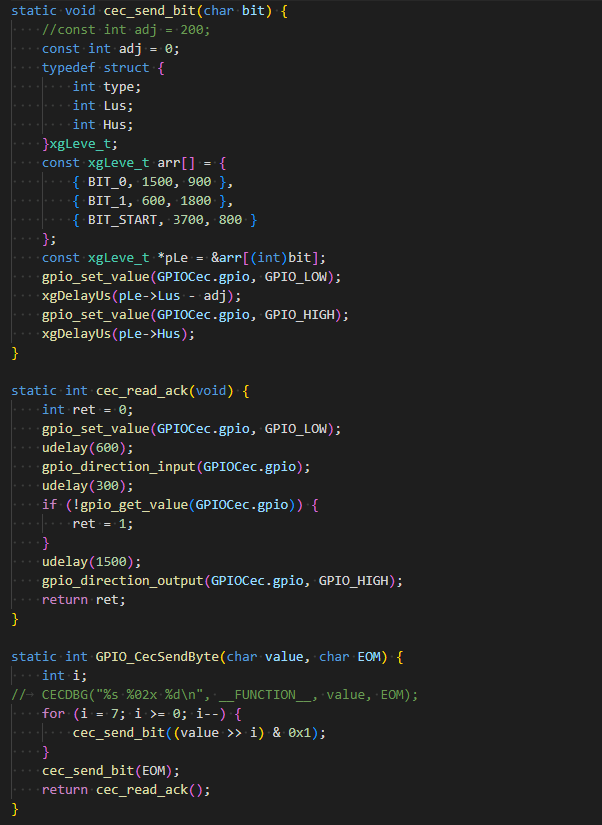 static void cec_send_bit(char bit) {
    //const int adj = 200;
    const int adj = 0;
    typedef struct {
        int type;
        int Lus;
        int Hus;
    }xgLeve_t;
    const xgLeve_t arr[] = {
        { BIT_0, 1500, 900 },
        { BIT_1, 600, 1800 },
        { BIT_START, 3700, 800 }
    };
    const xgLeve_t *pLe = &arr[(int)bit];
    gpio_set_value(GPIOCec.gpio, GPIO_LOW);
    xgDelayUs(pLe->Lus - adj);
    gpio_set_value(GPIOCec.gpio, GPIO_HIGH);
    xgDelayUs(pLe->Hus);
}

static int cec_read_ack(void) {
    int ret = 0;
    gpio_set_value(GPIOCec.gpio, GPIO_LOW);
    udelay(600);
    gpio_direction_input(GPIOCec.gpio);
    udelay(300);
    if (!gpio_get_value(GPIOCec.gpio)) {
        ret = 1;
    }
    udelay(1500);
    gpio_direction_output(GPIOCec.gpio, GPIO_HIGH);
    return ret;
}

static int GPIO_CecSendByte(char value, char EOM) {
    int i;
//  CECDBG("%s %02x %d\n", __FUNCTION__, value, EOM);
    for (i = 7; i >= 0; i--) {
        cec_send_bit((value >> i) & 0x1);
    }
    cec_send_bit(EOM);
    return cec_read_ack();
}